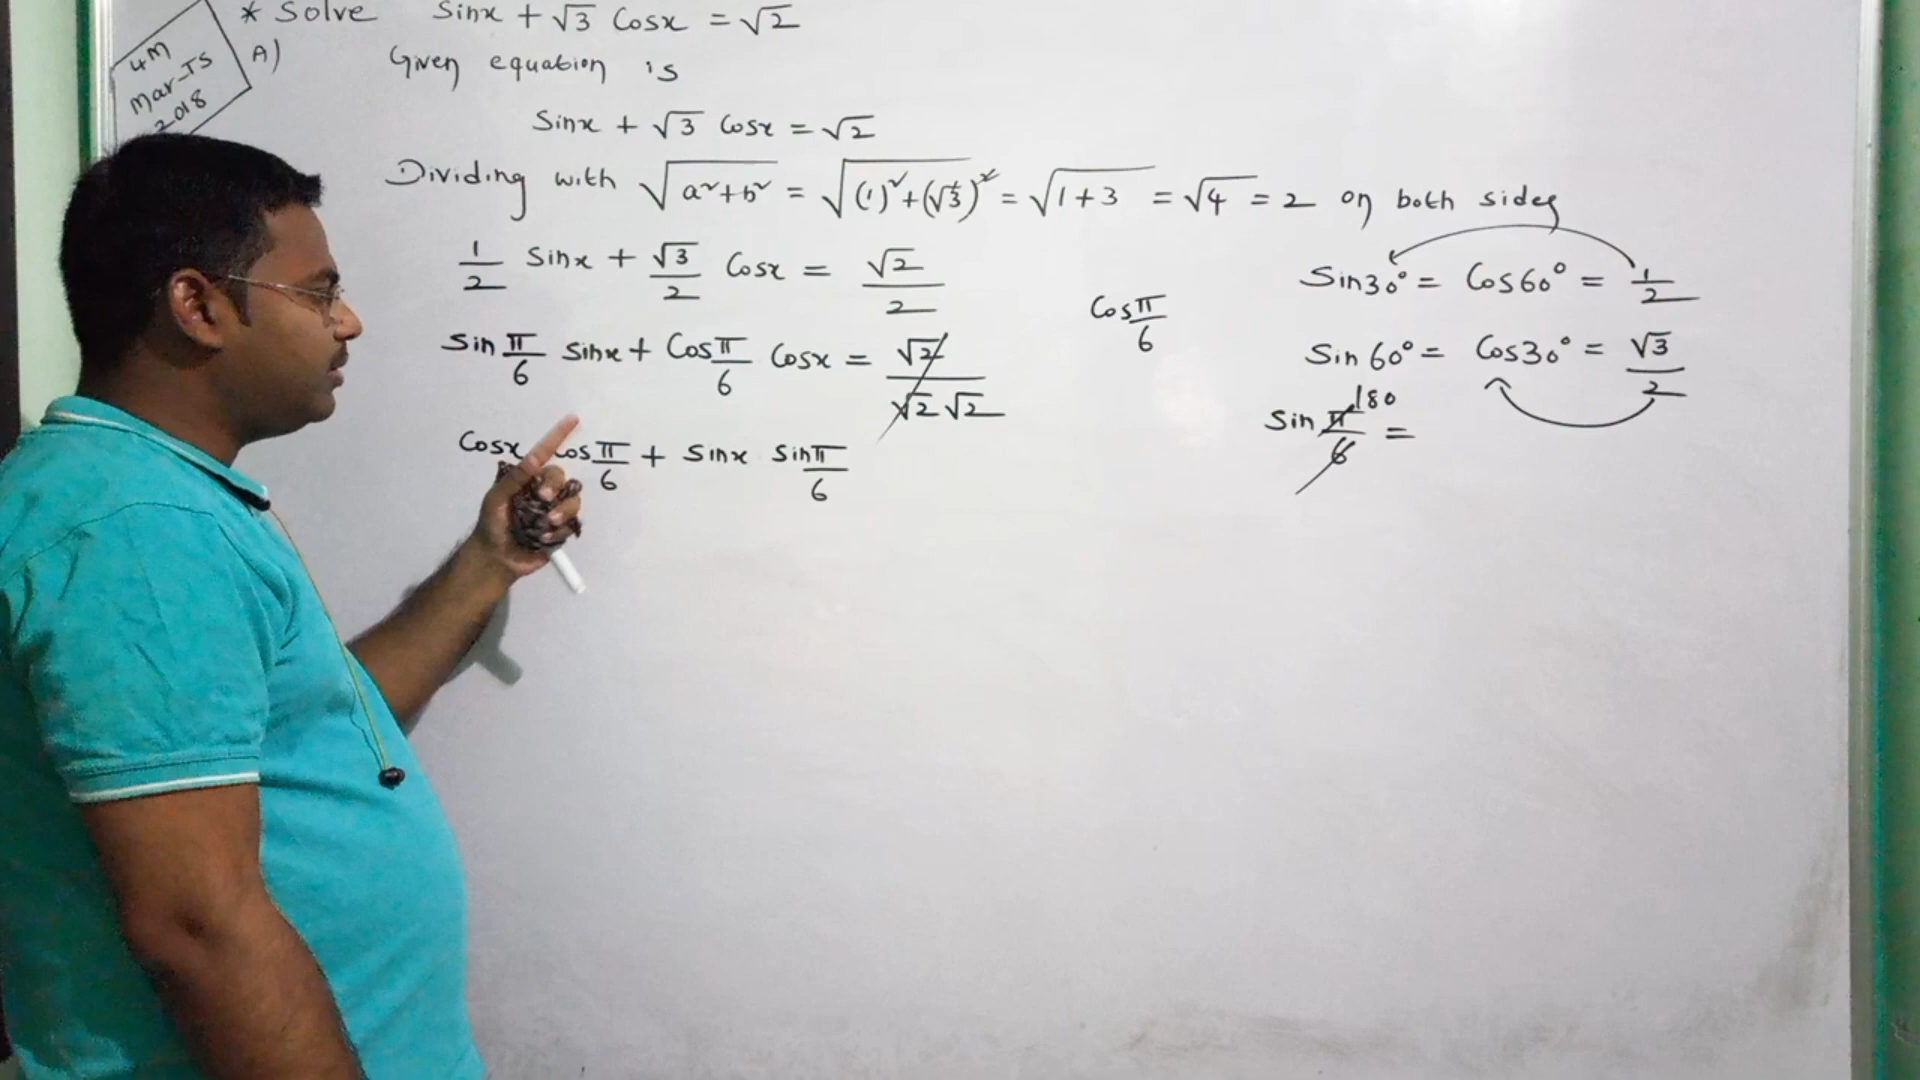 * Solve Sinx + √3 Cosx = √2
4M
Mar-TS
2018
A) Given equation is
Sinx + √3 Cosx = √2
Dividing with √(a²+b²) = √((1)²+(√3)²) = √(1+3) = √4 = 2 on both sides
1/2 Sinx + √3/2 Cosx = √2/2
Sin π/6 Sinx + Cos π/6 Cosx = √2/(√2 √2)
Cosx Cos π/6 + Sinx Sin π/6
Cos π/6
Sin30° = Cos60° = 1/2
Sin60° = Cos30° = √3/2
180
Sin π/6 =